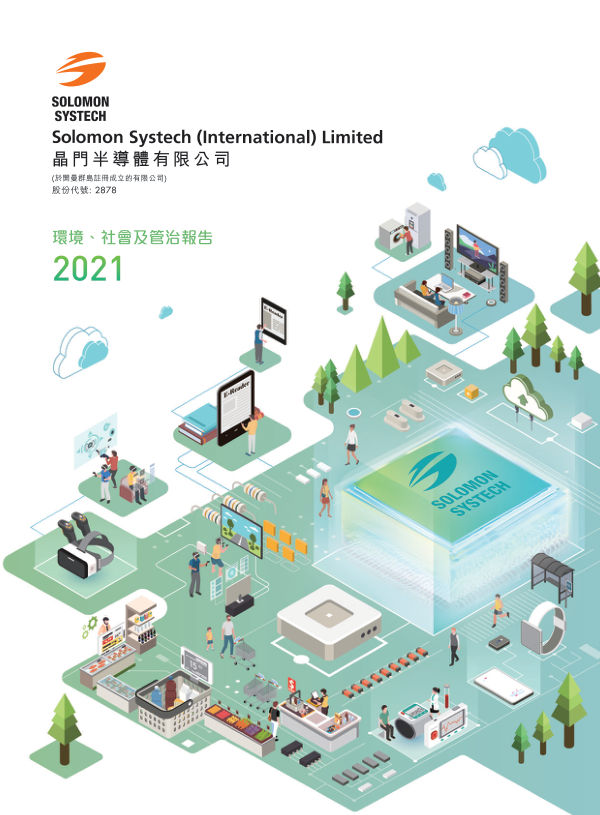 SOLOMON
SYSTECH
Solomon Systech (International) Limited
晶門半導體有限公司
(於開曼群島註冊成立的有限公司)
股份代號: 2878
環境、社會及管治報告
2021
E-Reader
E-Reader
SOLOMON
SYSTECH